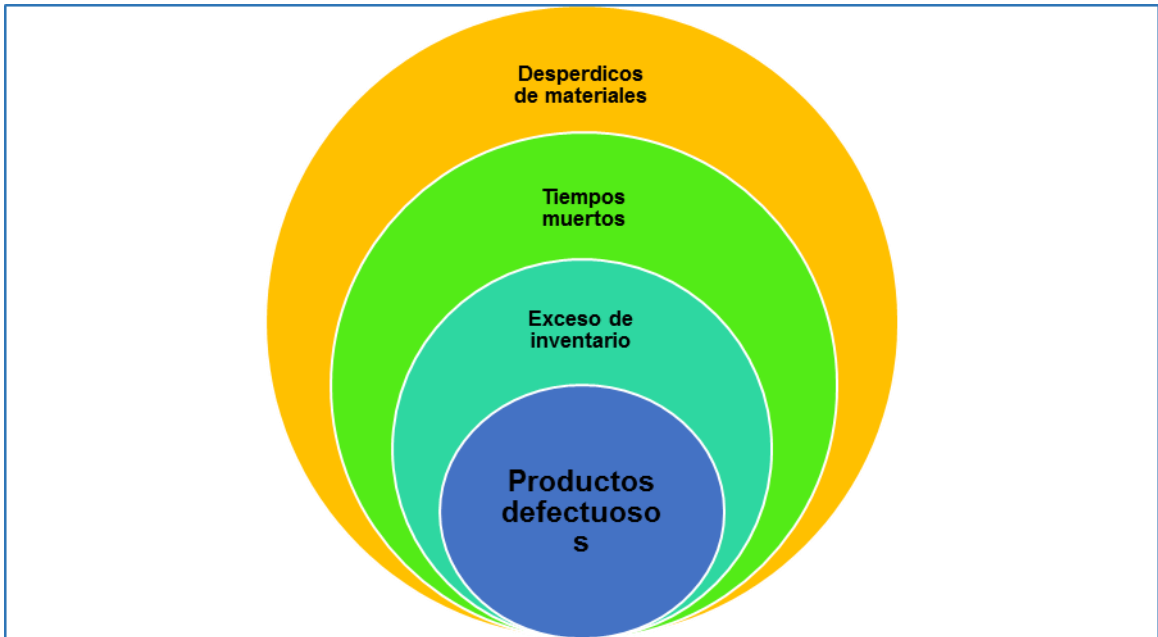 Desperdicos
de materiales
Tiempos
muertos
Exceso de
inventario
Productos
defectuoso
s